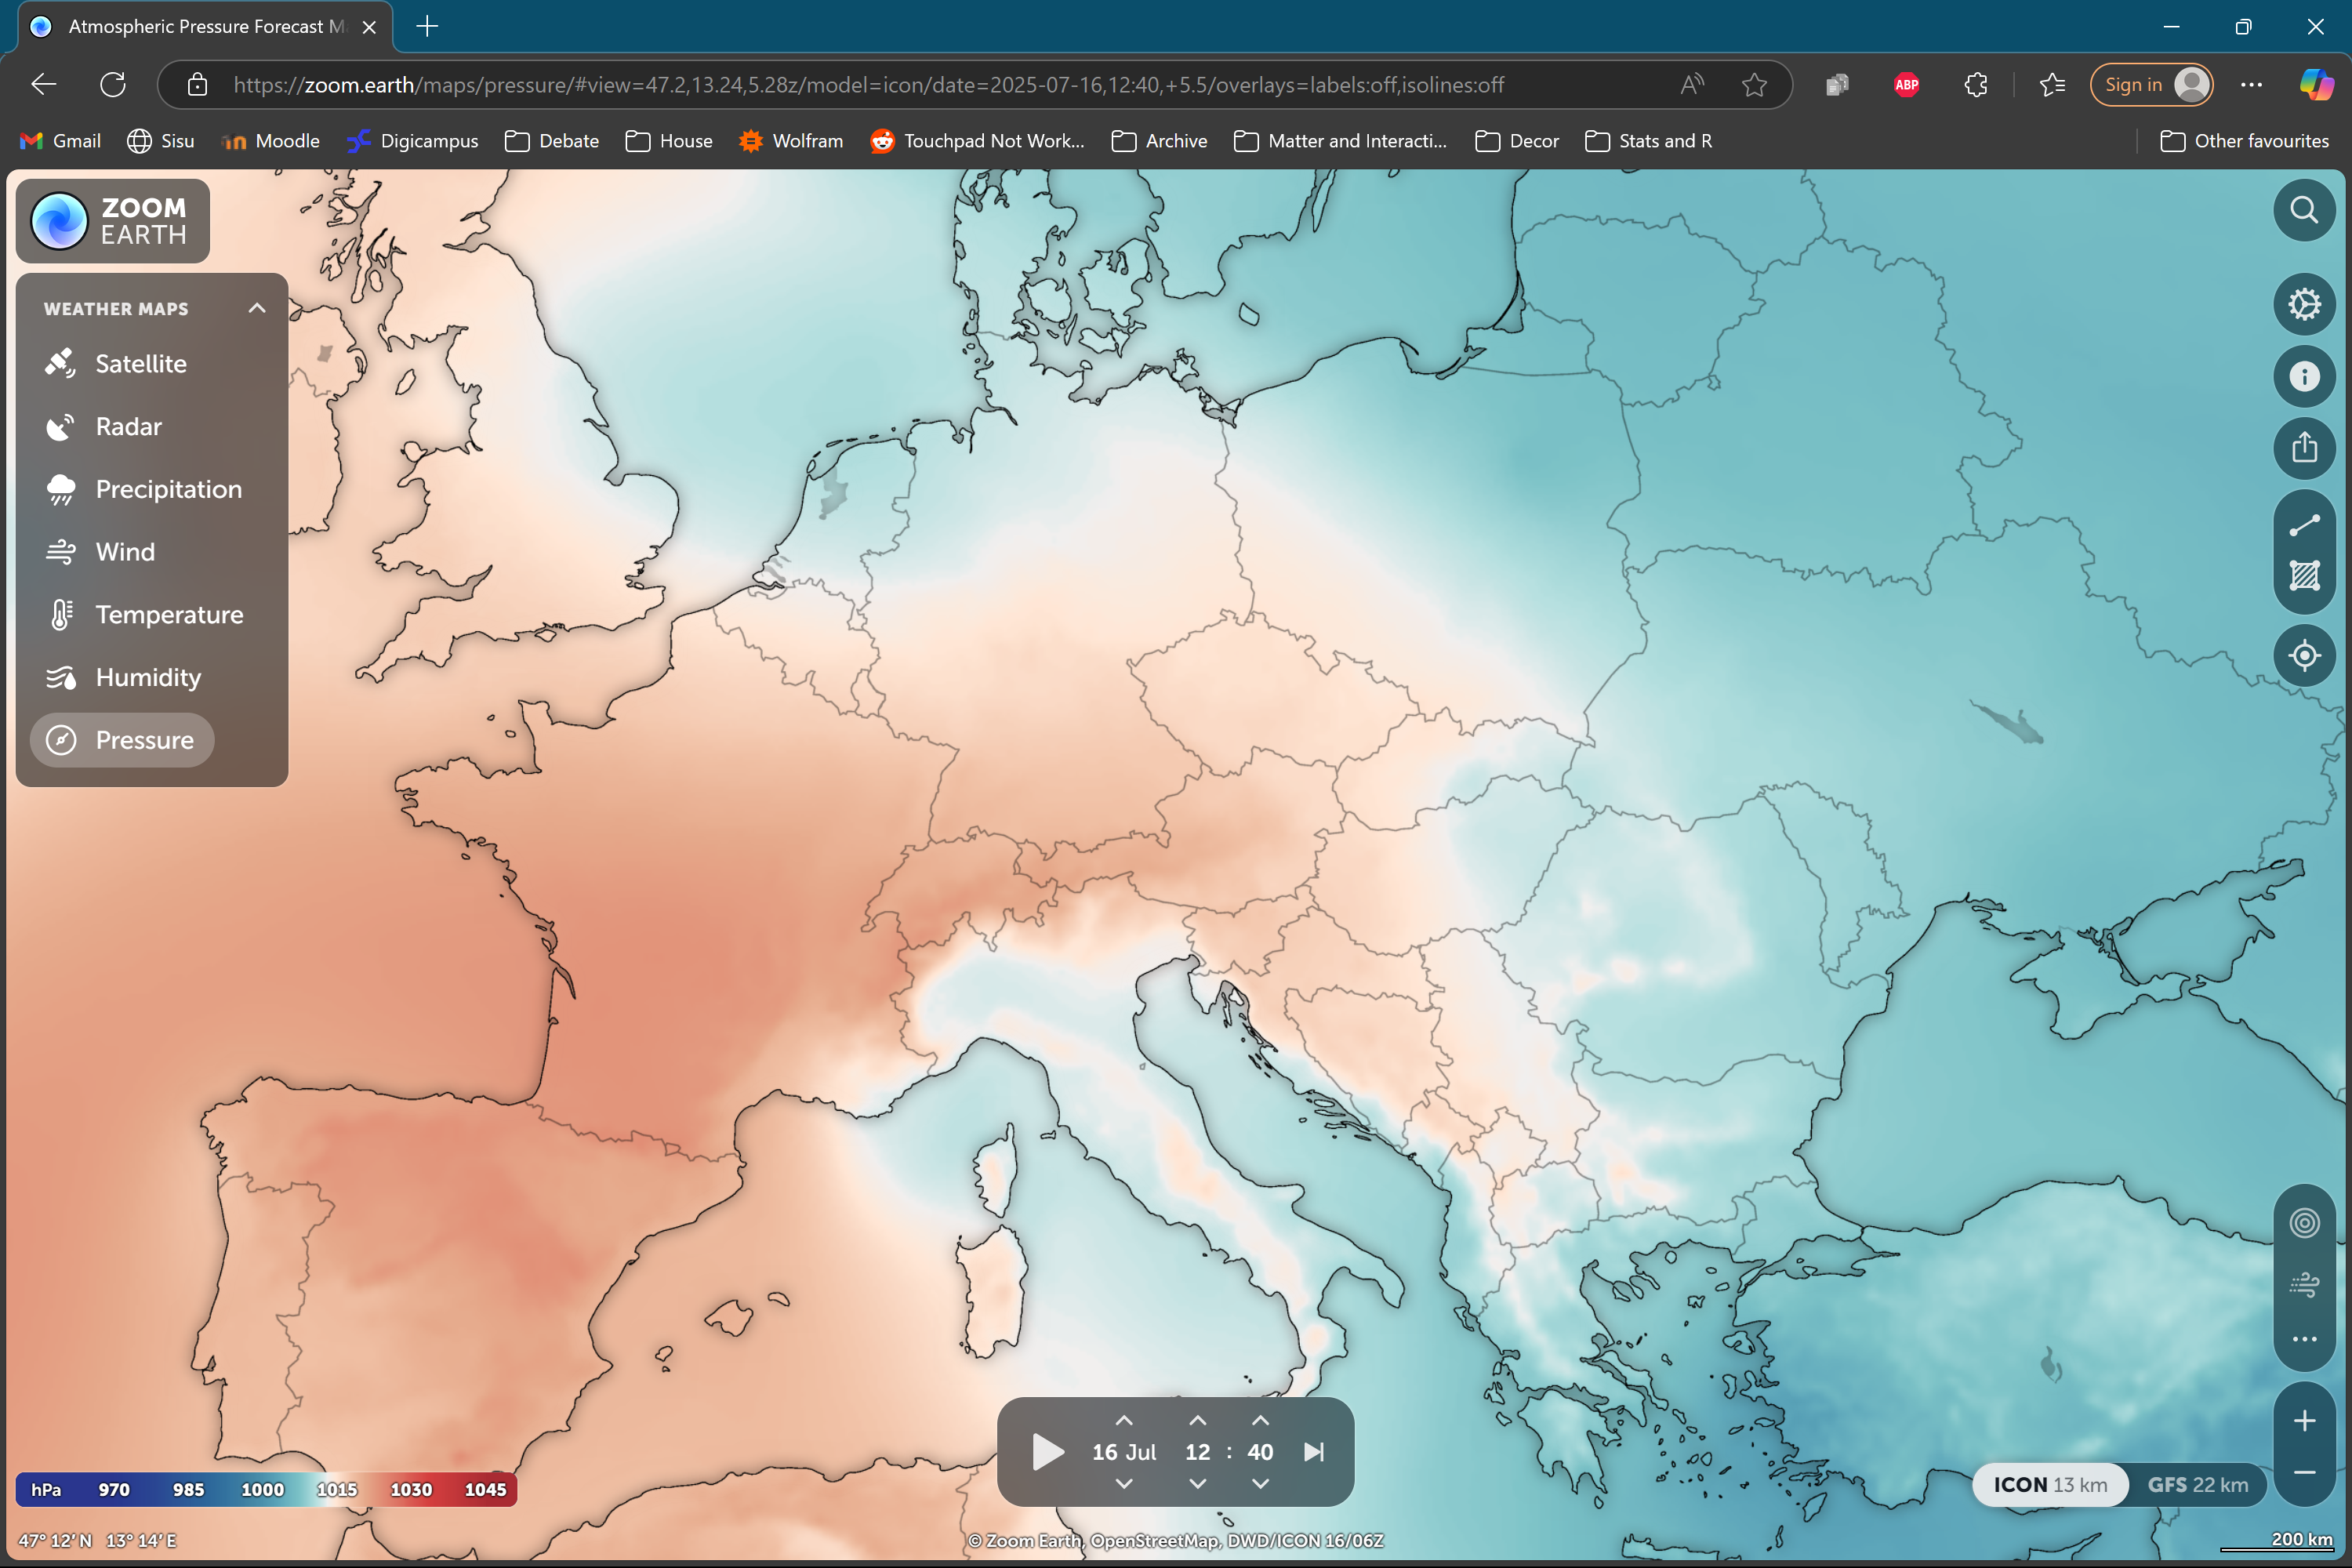 Atmospheric Pressure Forecast M
https://zoom.earth/maps/pressure/#view=47.2,13.24,5.28z/model=icon/date=2025-07-16,12:40,+5.5/overlays=labels:off,isolines:off
ABP
Sign in
Gmail Sisu Moodle Digicampus Debate House Wolfram Touchpad Not Work... Archive Matter and Interacti... Decor Stats and R Other favourites
ZOOM
EARTH
WEATHER MAPS
Satellite
Radar
Precipitation
Wind
Temperature
Humidity
Pressure
16 Jul 12 : 40
hPa 970 985 1000 1015 1030 1045
ICON 13 km GFS 22 km
47° 12′ N 13° 14′ E
© Zoom Earth, OpenStreetMap, DWD/ICON 16/06Z
200 km